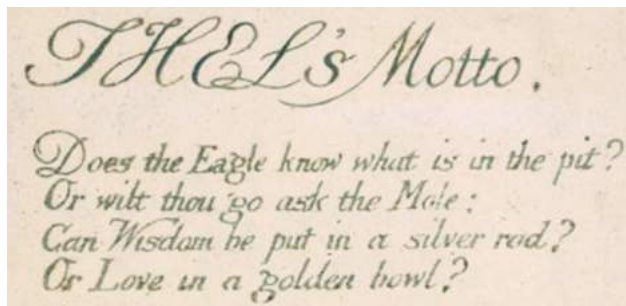 THEL's Motto.
Does the Eagle know what is in the pit?
Or wilt thou go ask the Mole:
Can Wisdom be put in a silver rod?
Or Love in a golden bowl?